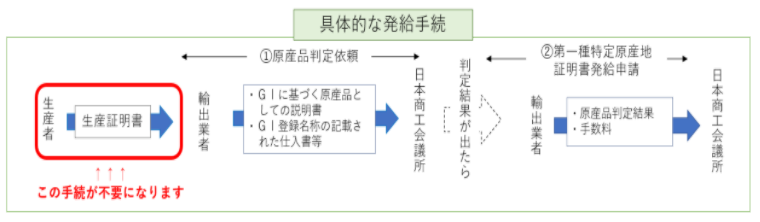 具体的な発給手続
①原産品判定依頼
②第一種特定原産地
証明書発給申請
生産者
生産証明書
輸出業者
・GIに基づく原産品と
しての説明書
・GI登録名称の記載さ
れた仕入書等
日本商工会議所
判定結果が出たら
輸出業者
・原産品判定結果
・手数料
日本商工会議所
↑ ↑ ↑
この手続が不要になります